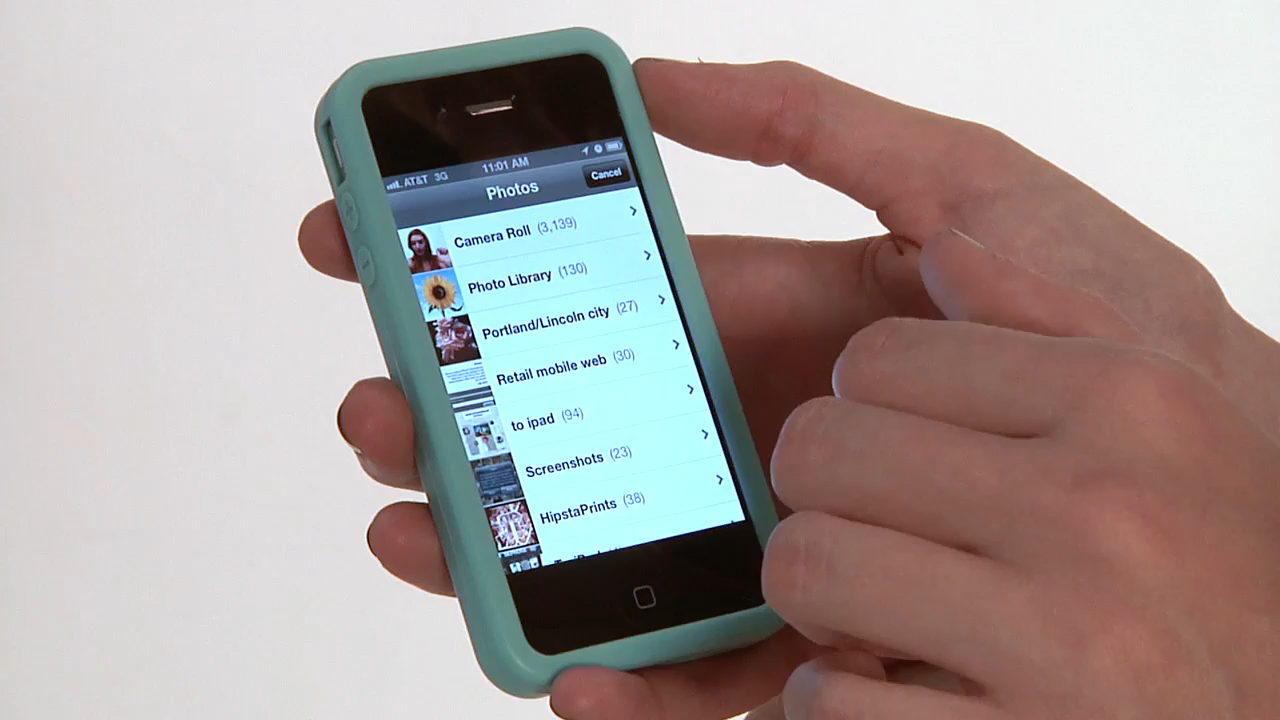 AT&T 3G 11:01 AM
Photos Cancel
Camera Roll (3,139)
Photo Library (130)
Portland/Lincoln city (27)
Retail mobile web (30)
to ipad (94)
Screenshots (23)
HipstaPrints (38)